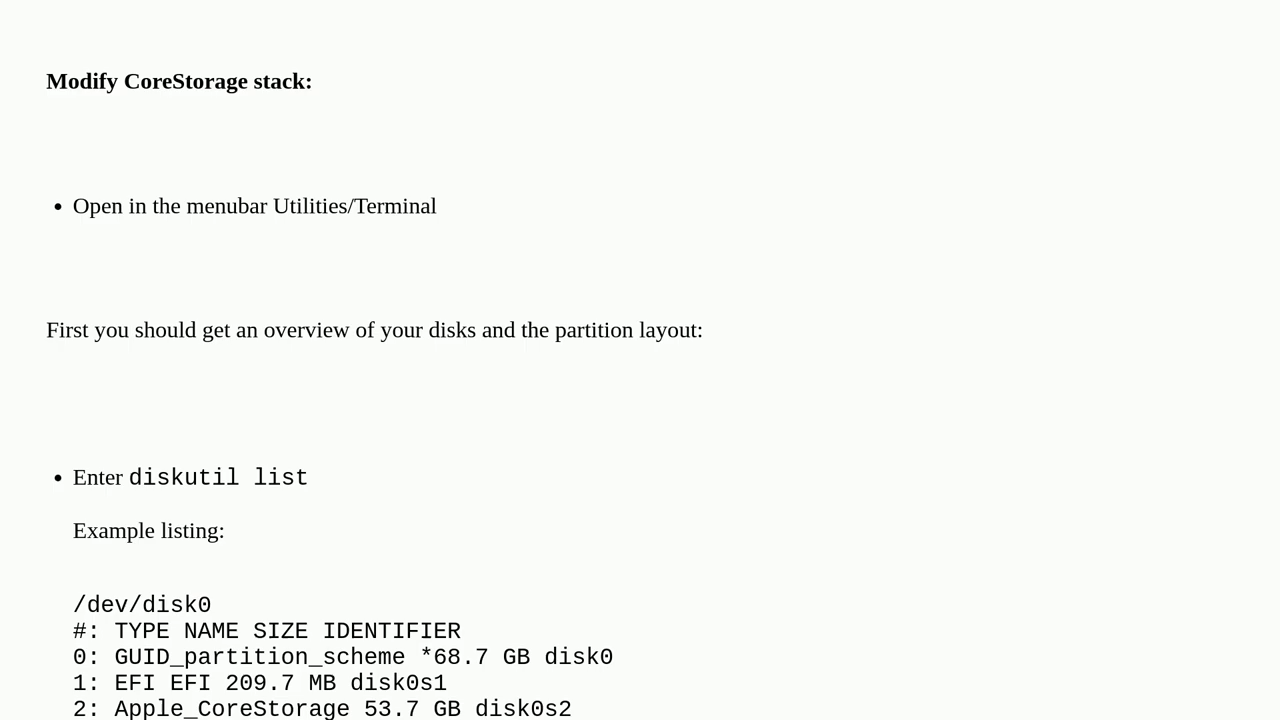 Modify CoreStorage stack:
• Open in the menubar Utilities/Terminal
First you should get an overview of your disks and the partition layout:
• Enter diskutil list
Example listing:
/dev/disk0
#: TYPE NAME SIZE IDENTIFIER
0: GUID_partition_scheme *68.7 GB disk0
1: EFI EFI 209.7 MB disk0s1
2: Apple_CoreStorage 53.7 GB disk0s2